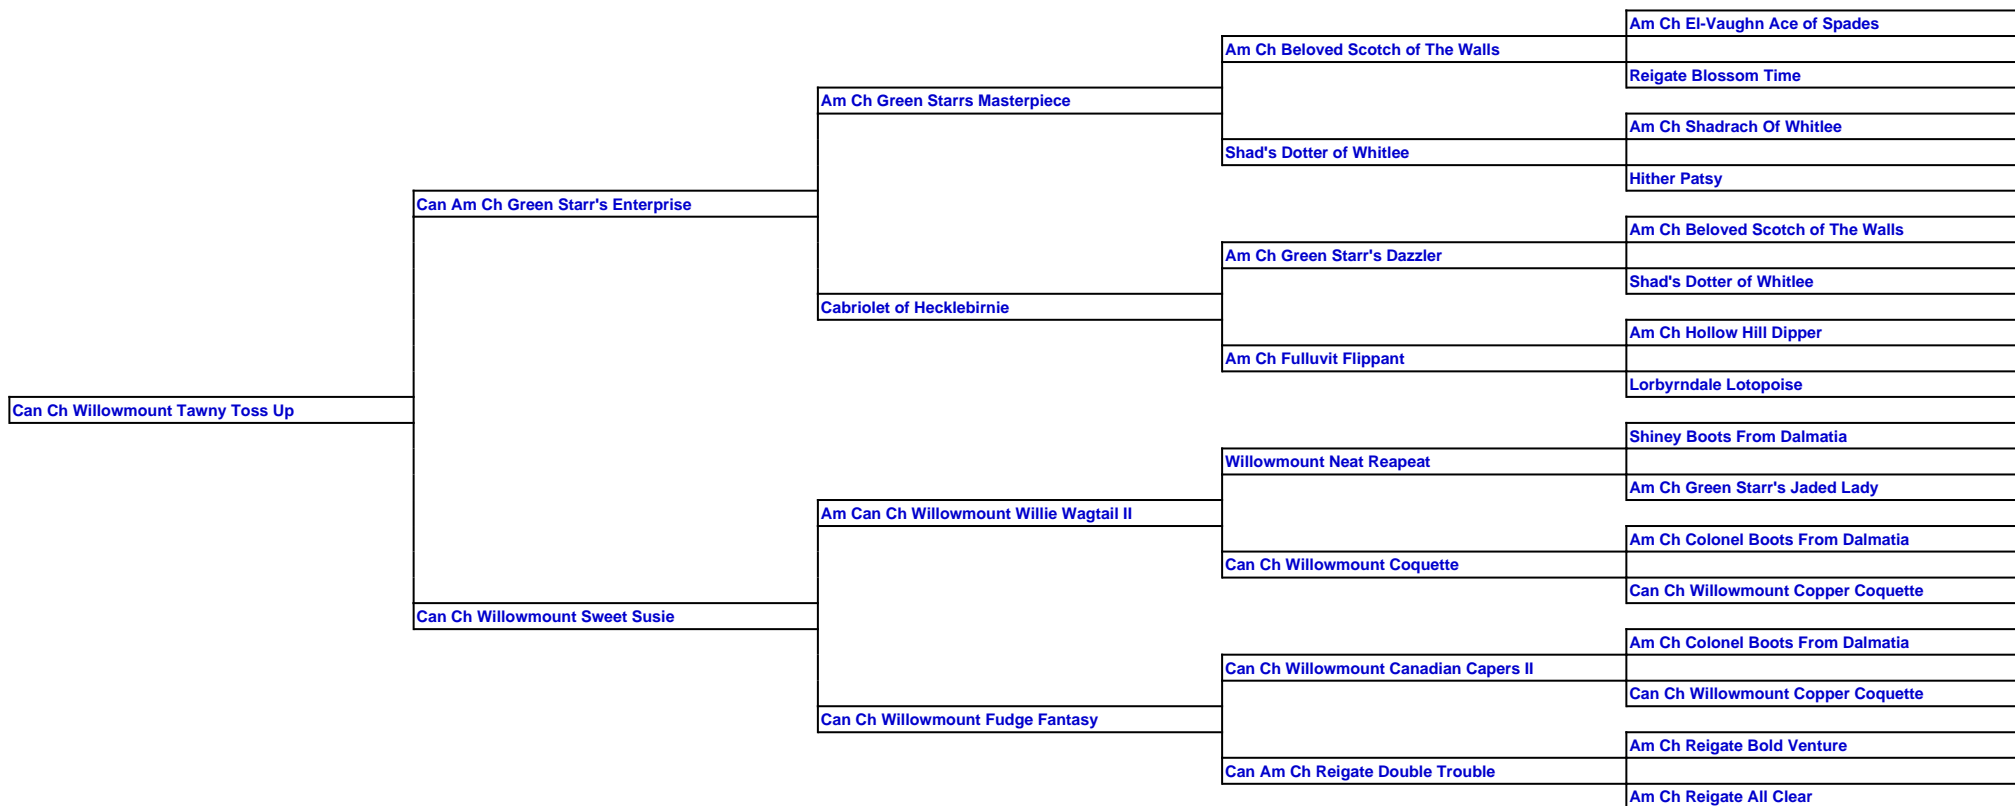 Am Ch El-Vaughn Ace of Spades
Am Ch Beloved Scotch of The Walls
Reigate Blossom Time
Am Ch Green Starrs Masterpiece
Am Ch Shadrach Of Whitlee
Shad's Dotter of Whitlee
Hither Patsy
Can Am Ch Green Starr's Enterprise
Am Ch Beloved Scotch of The Walls
Am Ch Green Starr's Dazzler
Shad's Dotter of Whitlee
Cabriolet of Hecklebirnie
Am Ch Hollow Hill Dipper
Am Ch Fulluvit Flippant
Lorbyrndale Lotopoise
Can Ch Willowmount Tawny Toss Up
Shiney Boots From Dalmatia
Willowmount Neat Reapeat
Am Ch Green Starr's Jaded Lady
Am Can Ch Willowmount Willie Wagtail II
Am Ch Colonel Boots From Dalmatia
Can Ch Willowmount Coquette
Can Ch Willowmount Copper Coquette
Can Ch Willowmount Sweet Susie
Am Ch Colonel Boots From Dalmatia
Can Ch Willowmount Canadian Capers II
Can Ch Willowmount Copper Coquette
Can Ch Willowmount Fudge Fantasy
Am Ch Reigate Bold Venture
Can Am Ch Reigate Double Trouble
Am Ch Reigate All Clear